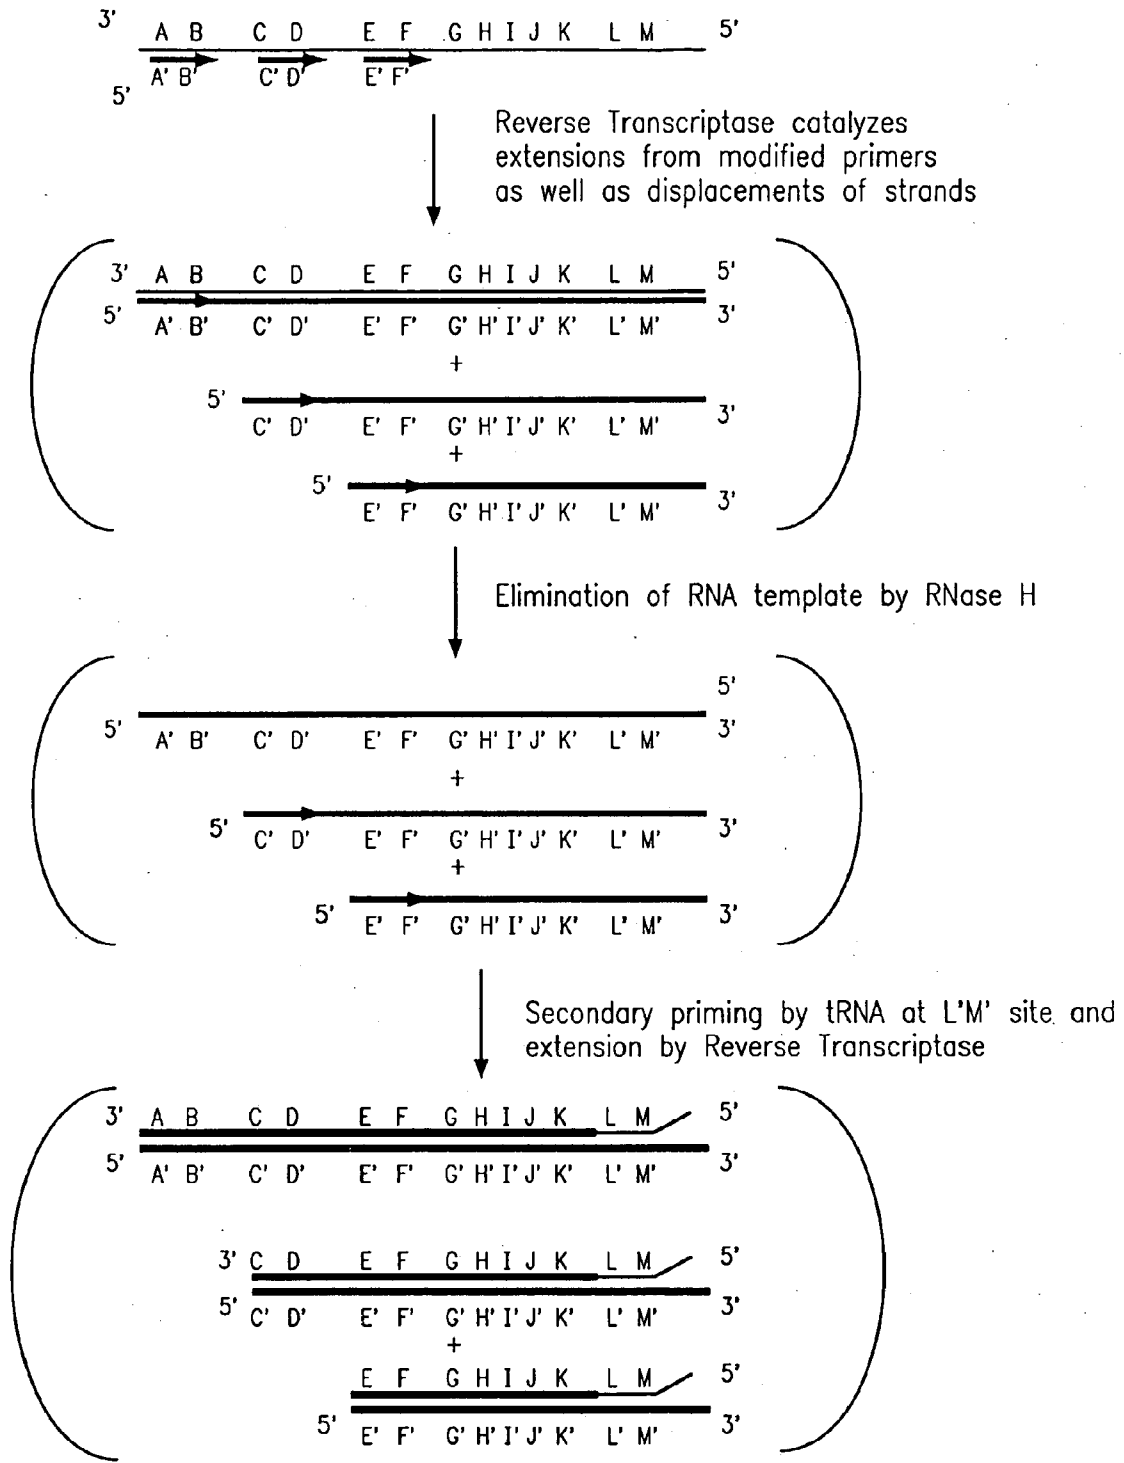 3' A B C D E F G H I J K L M 5'
A' B' C' D' E' F'
5'
Reverse Transcriptase catalyzes
extensions from modified primers
as well as displacements of strands
3' A B C D E F G H I J K L M 5'
5' A' B' C' D' E' F' G' H' I' J' K' L' M' 3'
+
5' 3'
C' D' E' F' G' H' I' J' K' L' M'
+
5' 3'
E' F' G' H' I' J' K' L' M'
Elimination of RNA template by RNase H
5'
5' 3'
A' B' C' D' E' F' G' H' I' J' K' L' M'
+
5' 3'
C' D' E' F' G' H' I' J' K' L' M'
+
5' 3'
E' F' G' H' I' J' K' L' M'
Secondary priming by tRNA at L'M' site and
extension by Reverse Transcriptase
3' A B C D E F G H I J K L M 5'
5' A' B' C' D' E' F' G' H' I' J' K' L' M' 3'
3' C D E F G H I J K L M 5'
5' C' D' E' F' G' H' I' J' K' L' M' 3'
+
E F G H I J K L M 5'
5' E' F' G' H' I' J' K' L' M' 3'